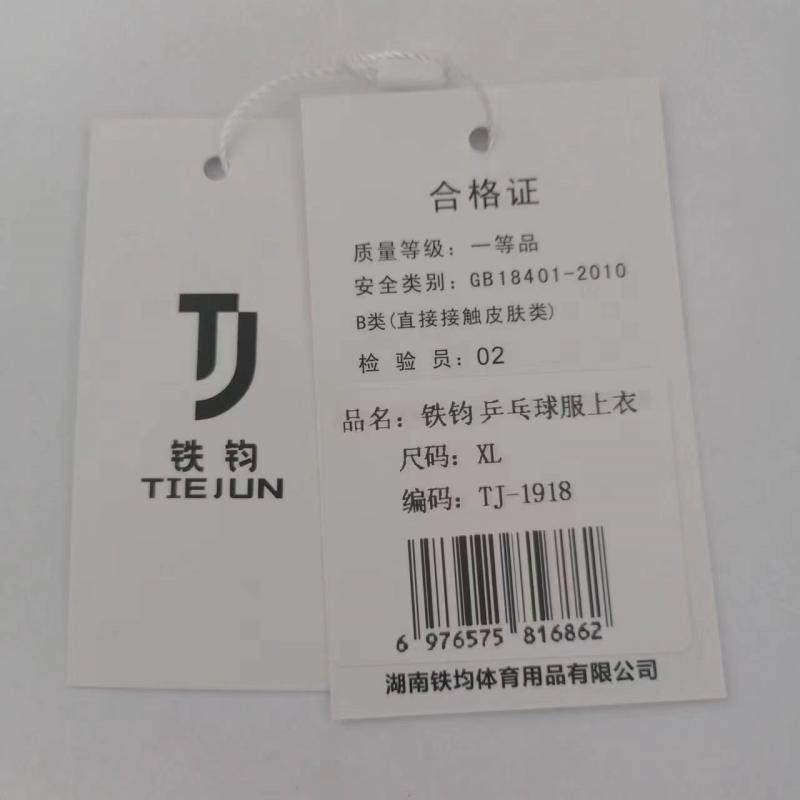 TJ
铁钧
TIEJUN
合格证
质量等级：一等品
安全类别：GB18401-2010
B类(直接接触皮肤类)
检 验 员：02
品名：铁钧乒乓球服上衣
尺码：XL
编码：TJ-1918
6 976575 816862
湖南铁均体育用品有限公司